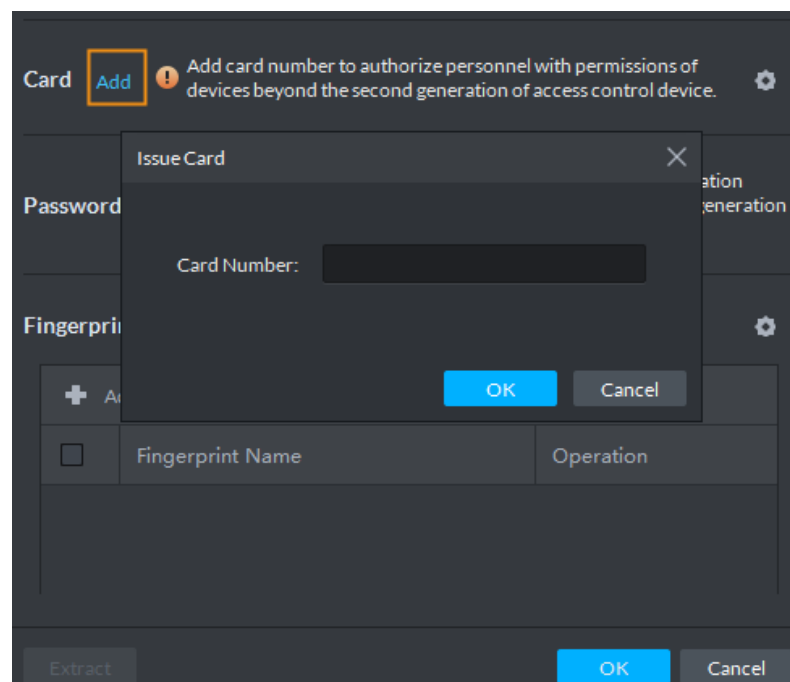 Card Add Add card number to authorize personnel with permissions of
devices beyond the second generation of access control device.
Issue Card
Password
Card Number:
OK Cancel
Fingerprint Name Operation
Extract OK Cancel